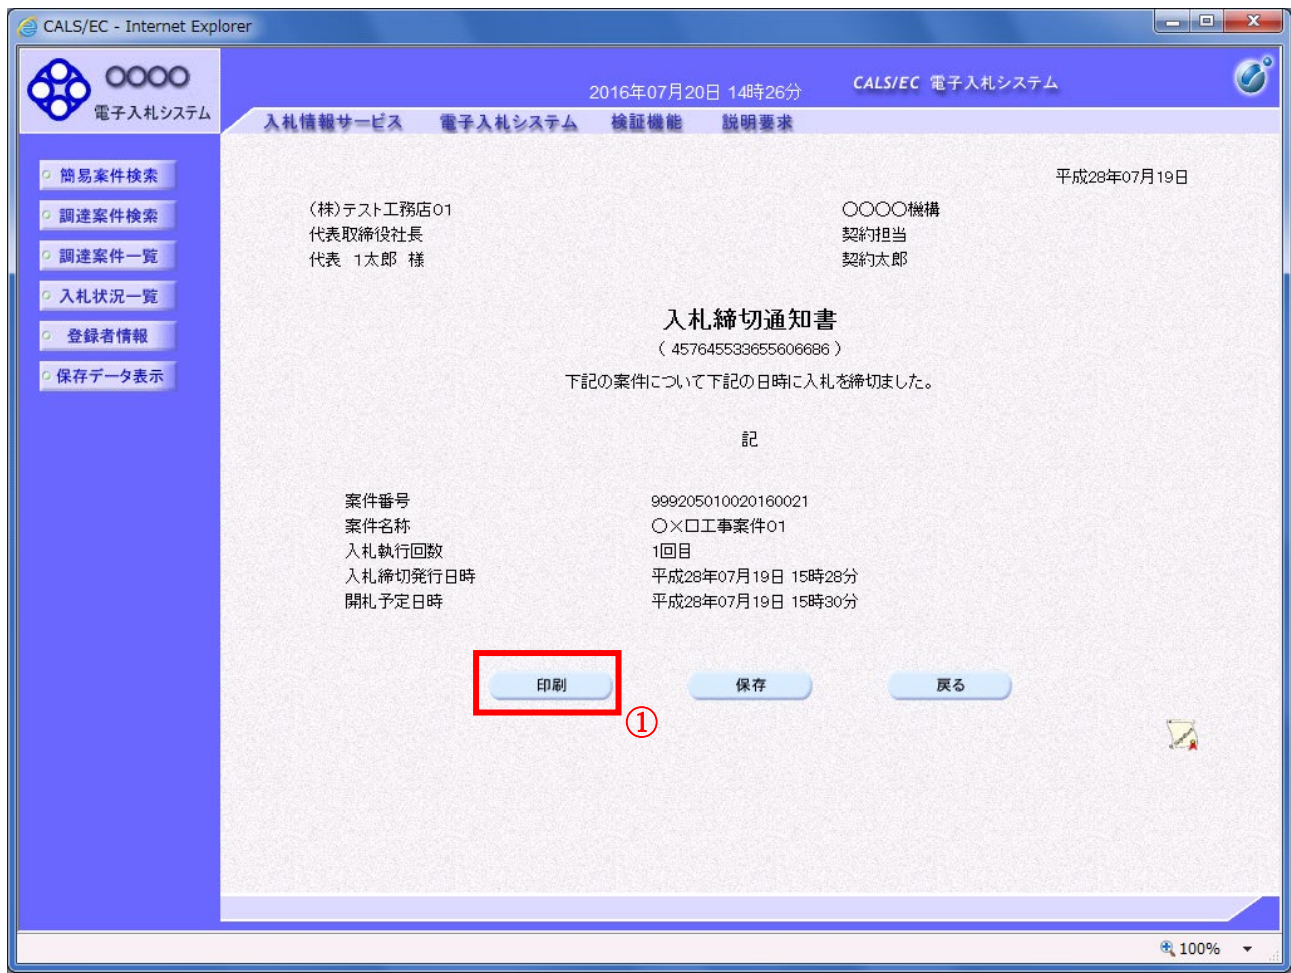 CALS/EC - Internet Explorer
〇〇〇〇
電子入札システム
2016年07月20日 14時26分
CALS/EC 電子入札システム
入札情報サービス 電子入札システム 検証機能 説明要求
簡易案件検索
調達案件検索
調達案件一覧
入札状況一覧
登録者情報
保存データ表示
平成28年07月19日
(株)テスト工務店01
代表取締役社長
代表 1太郎 様
〇〇〇〇機構
契約担当
契約太郎
入札締切通知書
( 457645533655606686 )
下記の案件について下記の日時に入札を締切ました。
記
案件番号 999205010020160021
案件名称 〇×口工事案件01
入札執行回数 1回目
入札締切発行日時 平成28年07月19日 15時28分
開札予定日時 平成28年07月19日 15時30分
印刷 保存 戻る
①
100%